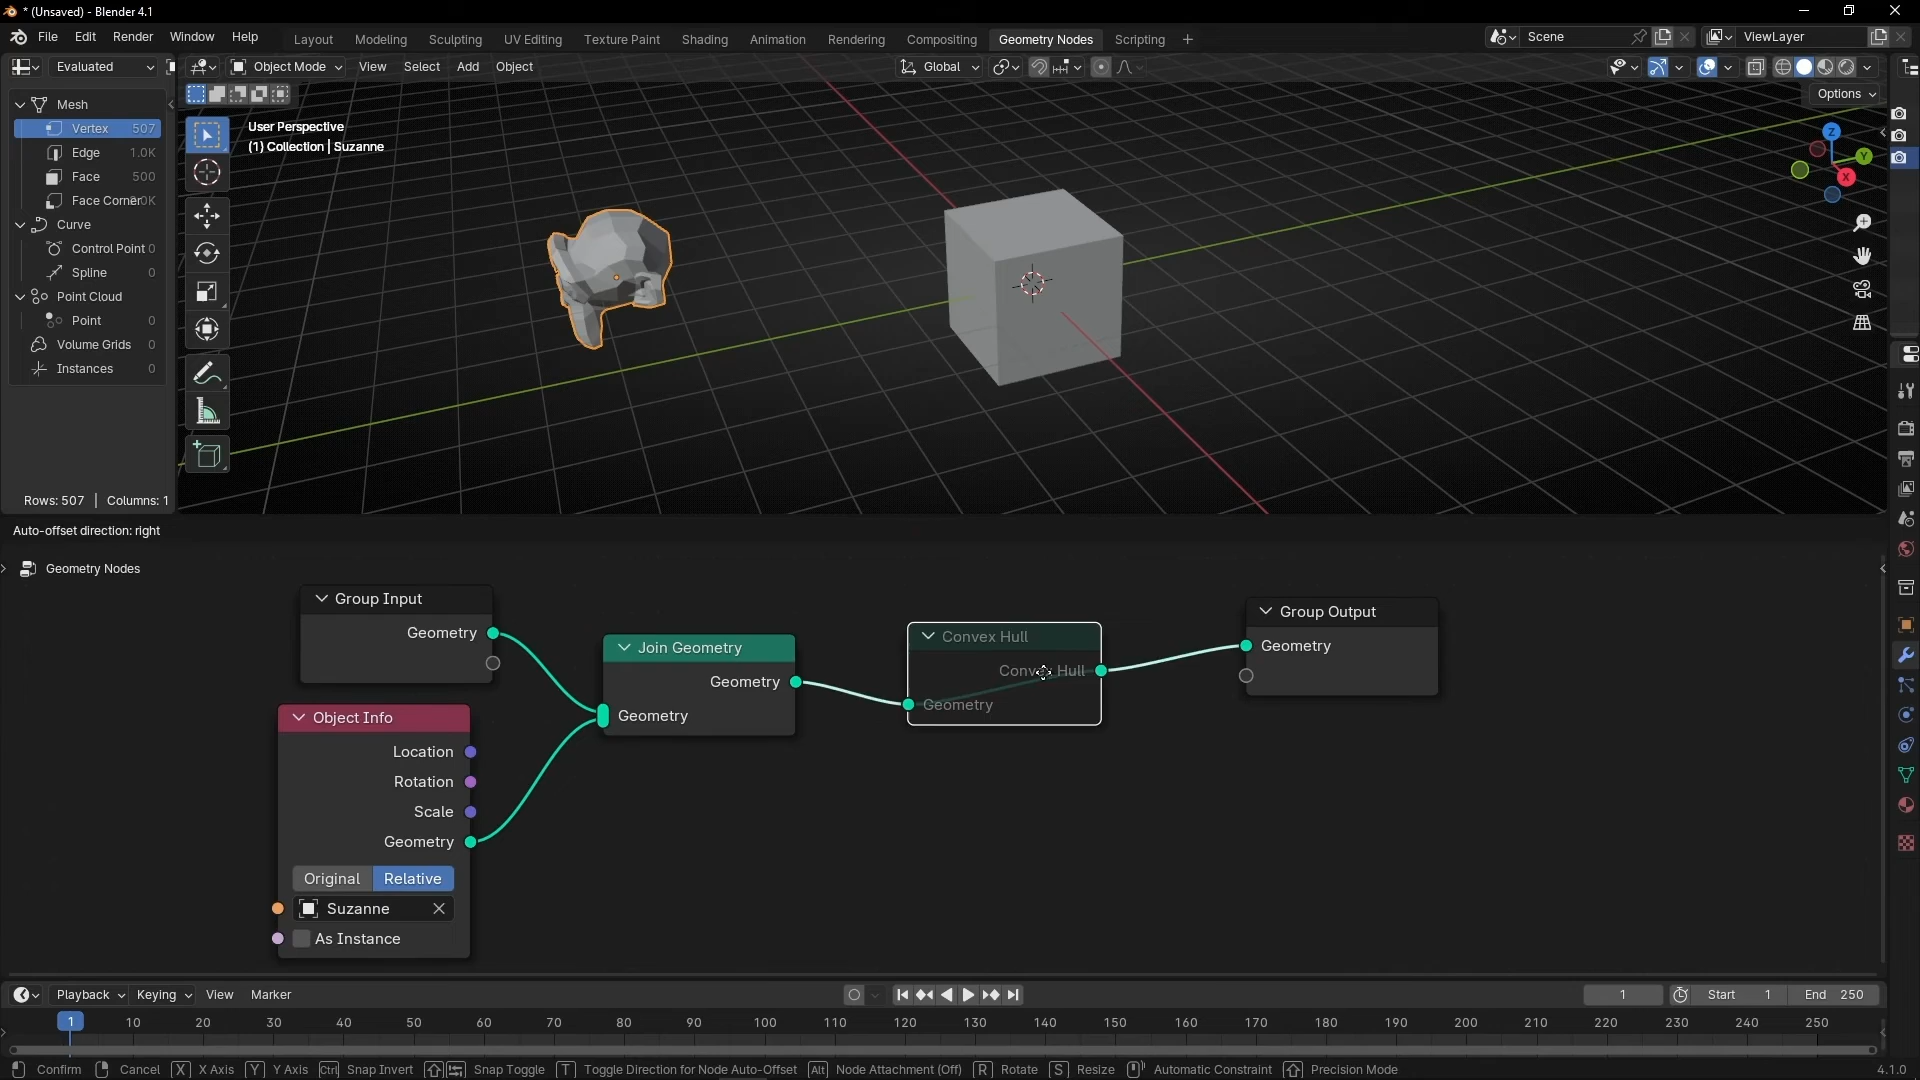 * (Unsaved) - Blender 4.1
File Edit Render Window Help Layout Modeling Sculpting UV Editing Texture Paint Shading Animation Rendering Compositing Geometry Nodes Scripting + Scene ViewLayer
Evaluated Object Mode View Select Add Object Global
Options
Mesh
Vertex 507
Edge 1.0K
Face 500
Face Corner
Curve
Control Point 0
Spline 0
Point Cloud
Point 0
Volume Grids 0
Instances 0
Rows: 507 | Columns: 1
User Perspective
(1) Collection | Suzanne
Z
Y
X
Auto-offset direction: right
Geometry Nodes
Group Input
Geometry
Object Info
Location
Rotation
Scale
Geometry
Original Relative
Suzanne
As Instance
Join Geometry
Geometry
Geometry
Convex Hull
Convex Hull
Geometry
Group Output
Geometry
Playback Keying View Marker 1 Start 1 End 250
1 10 20 30 40 50 60 70 80 90 100 110 120 130 140 150 160 170 180 190 200 210 220 230 240 250
Confirm Cancel X X Axis Y Y Axis Ctrl Snap Invert Snap Toggle T Toggle Direction for Node Auto-Offset Alt Node Attachment (Off) R Rotate S Resize Automatic Constraint Precision Mode 4.1.0